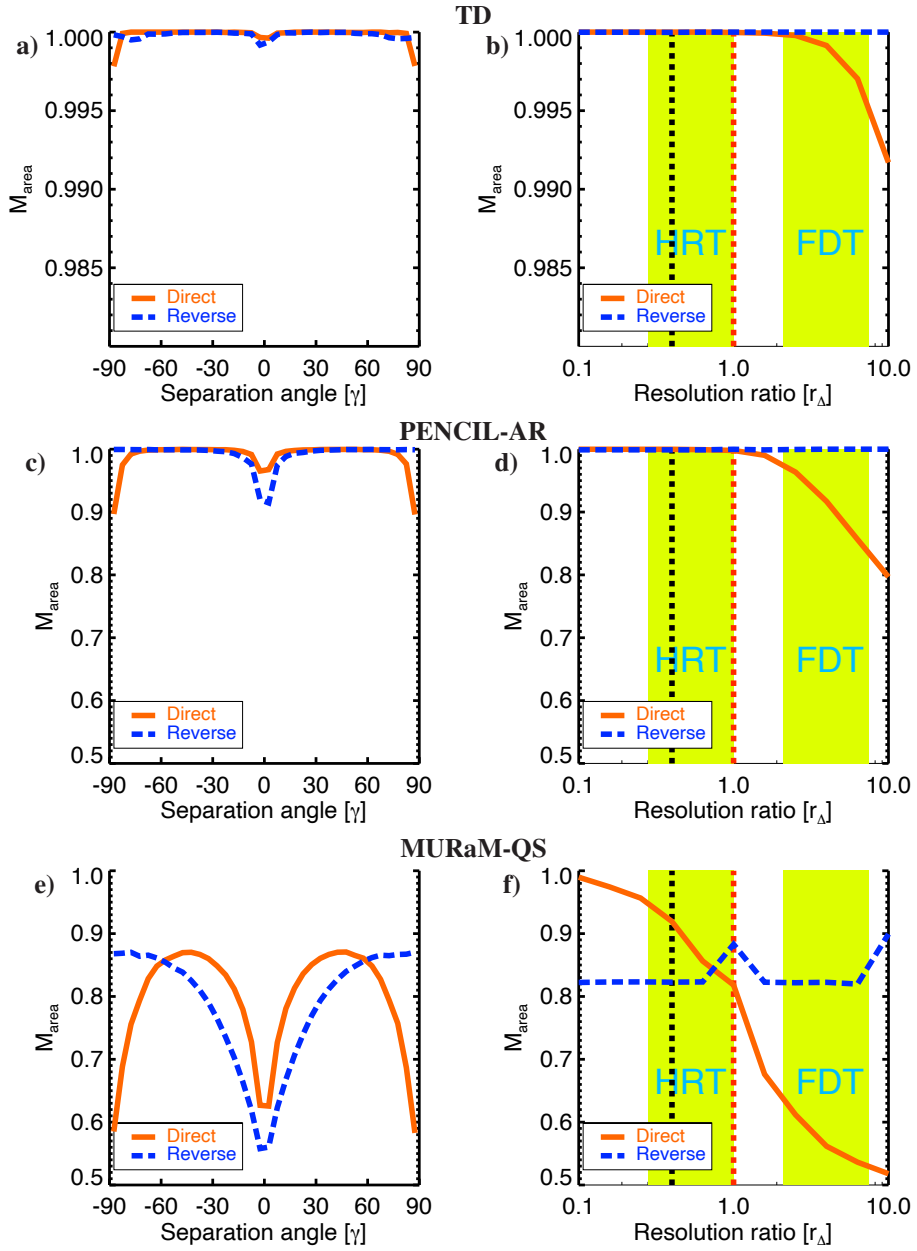 TD
a)
1.000
0.995
0.990
0.985
M_area
Direct
Reverse
-90 -60 -30 0 30 60 90
Separation angle [γ]
b)
1.000
0.995
0.990
0.985
M_area
HRT
FDT
Direct
Reverse
0.1 1.0 10.0
Resolution ratio [r_Δ]
PENCIL-AR
c)
1.0
0.9
0.8
0.7
0.6
0.5
M_area
Direct
Reverse
-90 -60 -30 0 30 60 90
Separation angle [γ]
d)
1.0
0.9
0.8
0.7
0.6
0.5
M_area
HRT
FDT
Direct
Reverse
0.1 1.0 10.0
Resolution ratio [r_Δ]
MURaM-QS
e)
1.0
0.9
0.8
0.7
0.6
0.5
M_area
Direct
Reverse
-90 -60 -30 0 30 60 90
Separation angle [γ]
f)
1.0
0.9
0.8
0.7
0.6
0.5
M_area
HRT
FDT
Direct
Reverse
0.1 1.0 10.0
Resolution ratio [r_Δ]